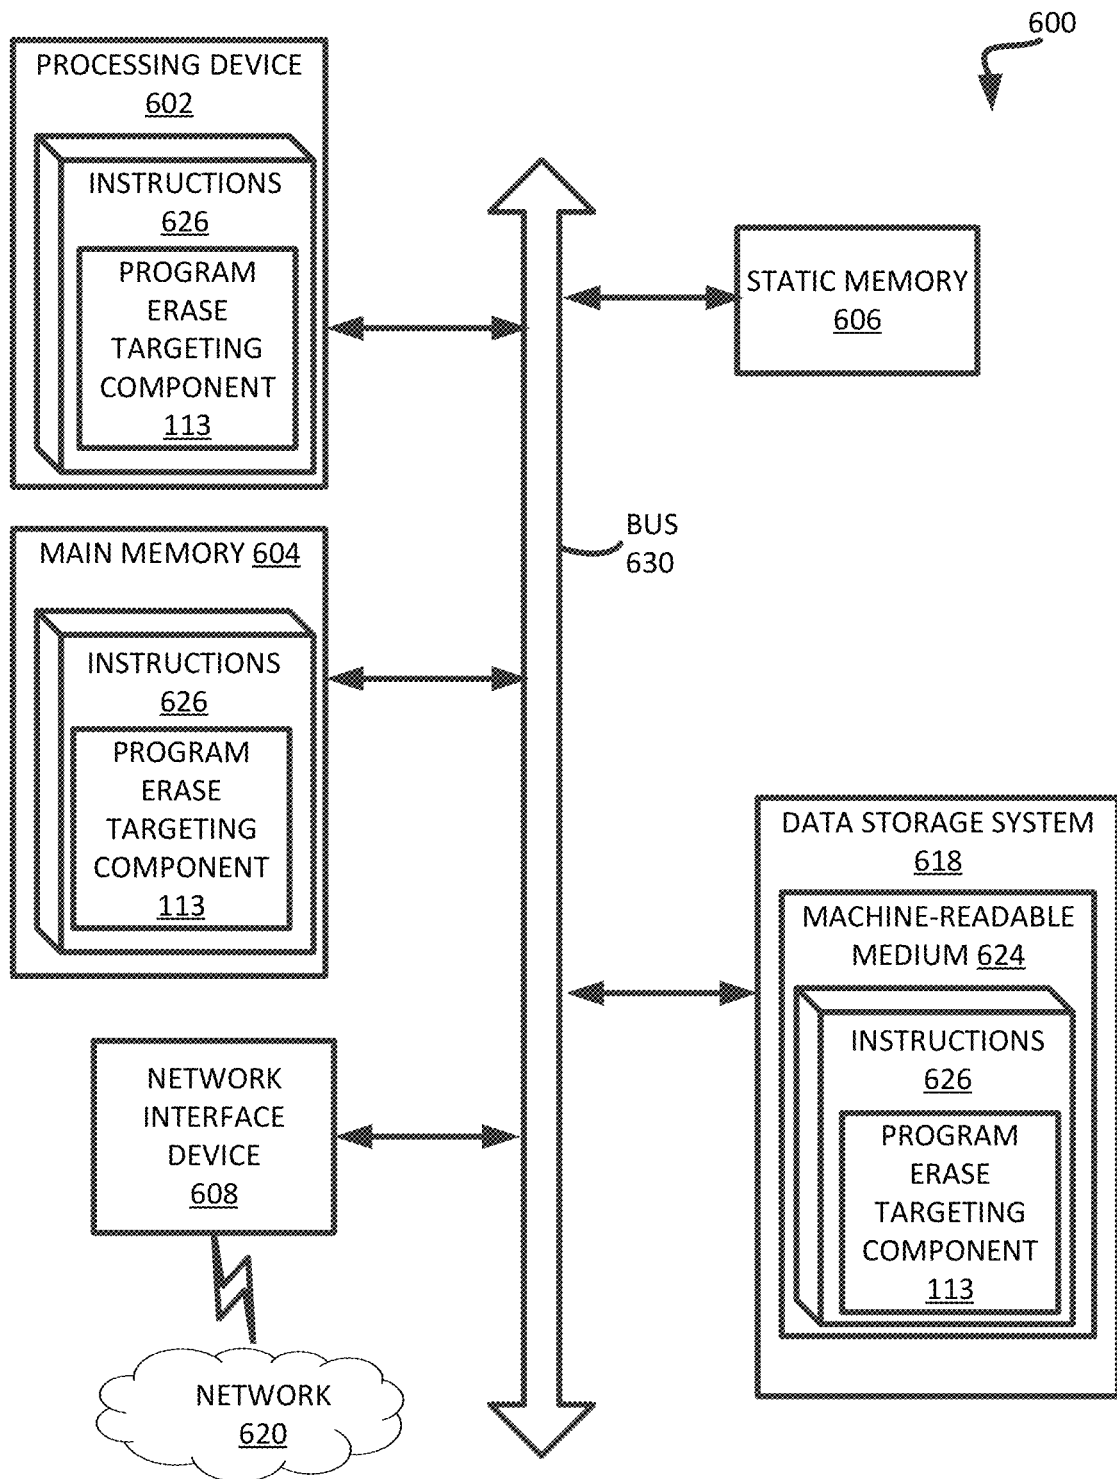 600
PROCESSING DEVICE
602
INSTRUCTIONS
626
PROGRAM
ERASE
TARGETING
COMPONENT
113
STATIC MEMORY
606
BUS
630
MAIN MEMORY 604
INSTRUCTIONS
626
PROGRAM
ERASE
TARGETING
COMPONENT
113
DATA STORAGE SYSTEM
618
MACHINE-READABLE
MEDIUM 624
INSTRUCTIONS
626
PROGRAM
ERASE
TARGETING
COMPONENT
113
NETWORK
INTERFACE
DEVICE
608
NETWORK
620